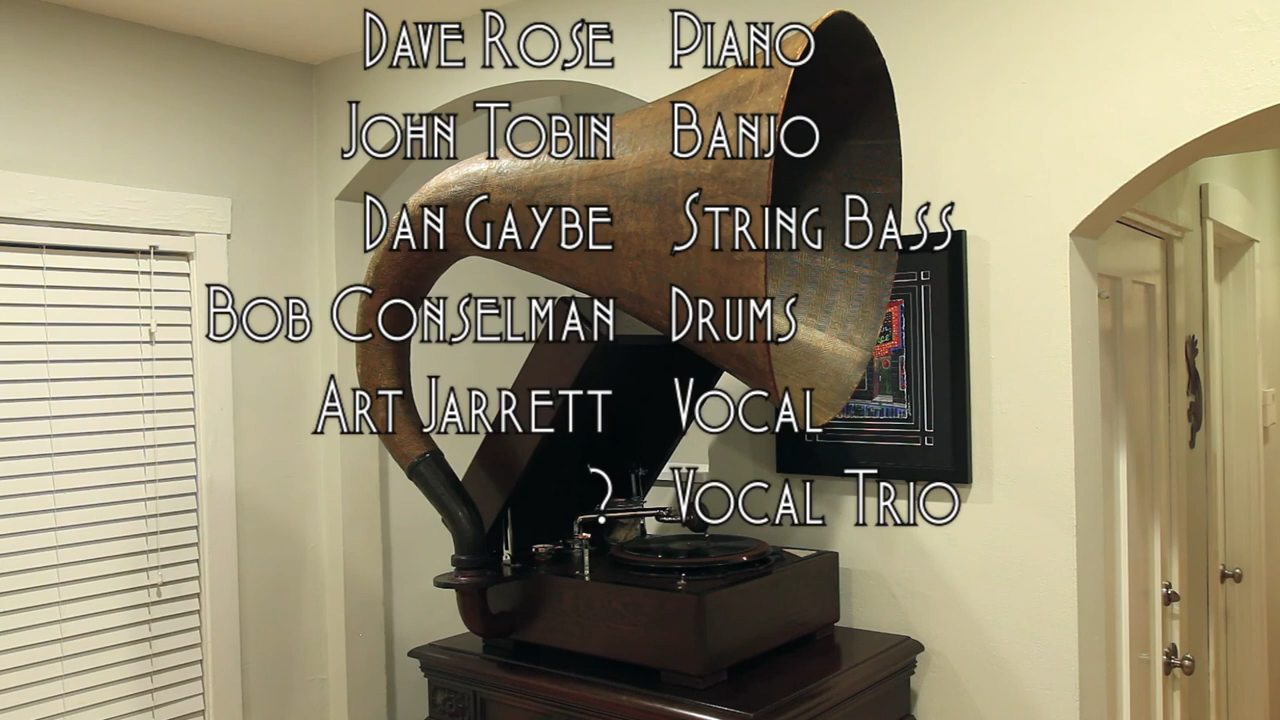 Dave Rose Piano
John Tobin Banjo
Dan Gaybe String Bass
Bob Conselman Drums
Art Jarrett Vocal
? Vocal Trio